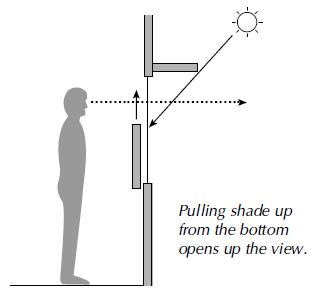 Pulling shade up
from the bottom
opens up the view.